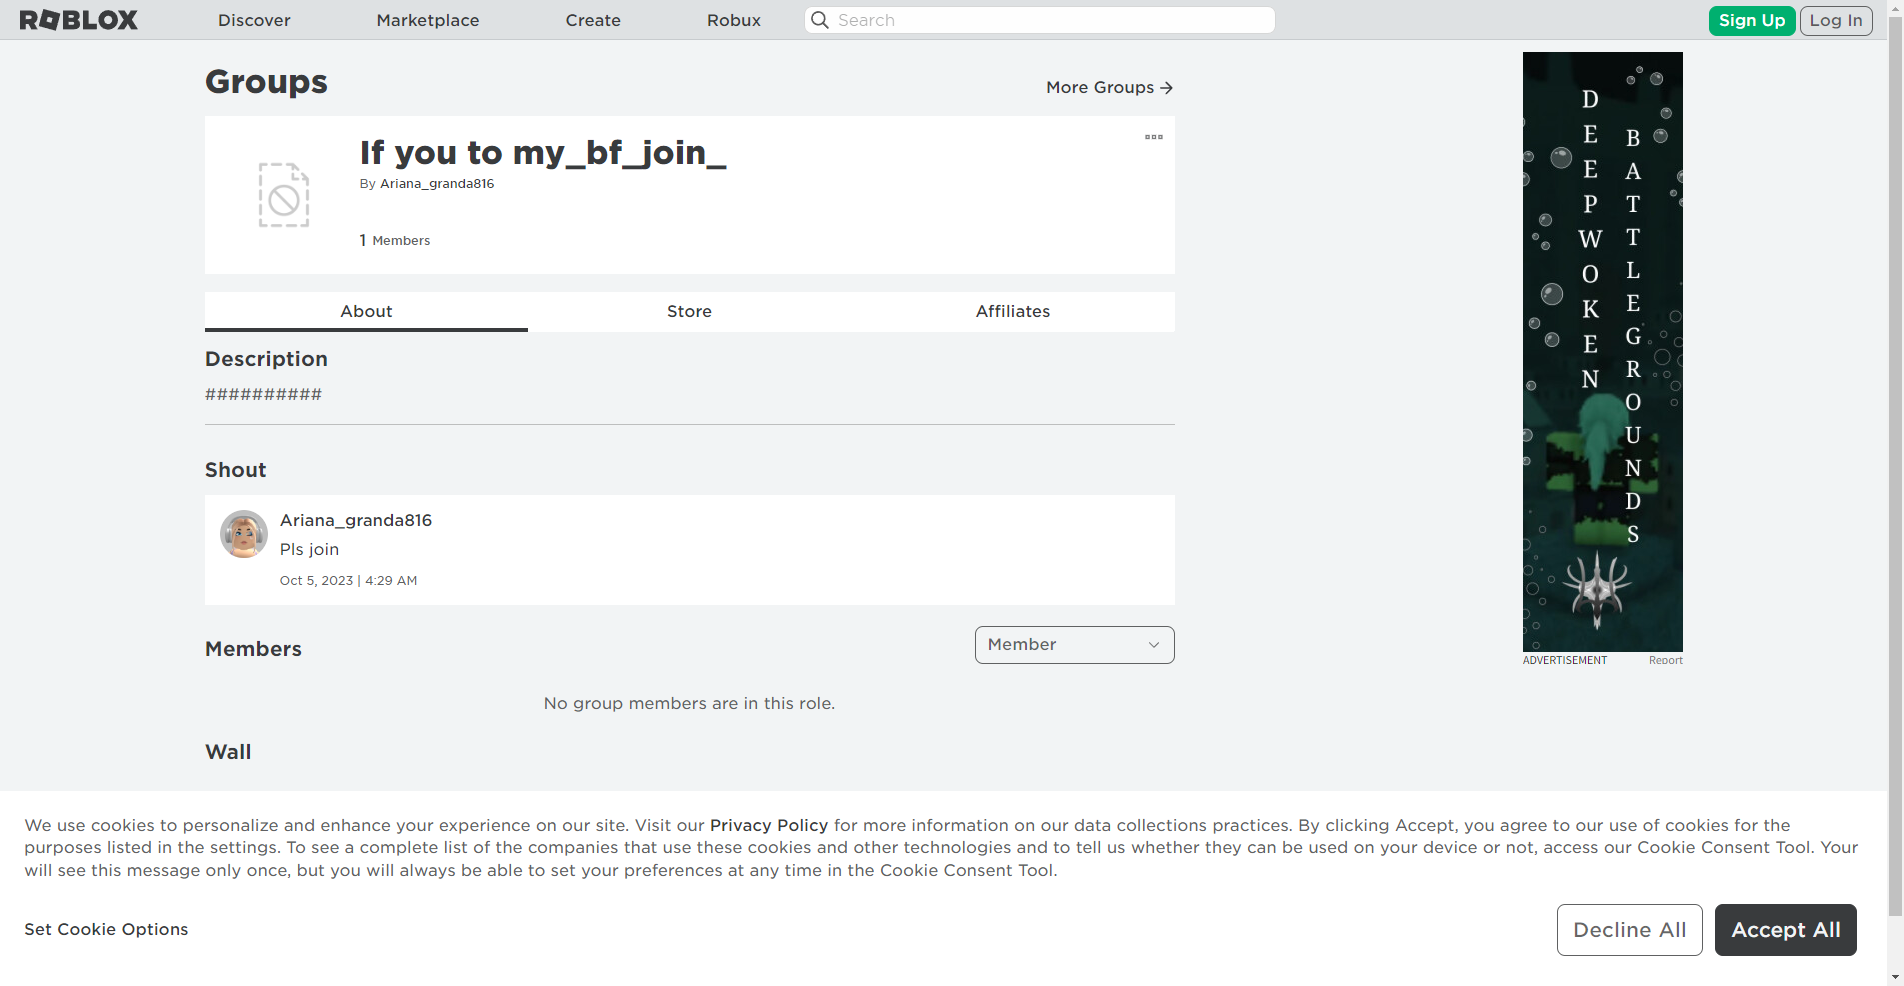 ROBLOX Discover Marketplace Create Robux Search Sign Up Log In
Groups
More Groups →
If you to my_bf_join_
By Ariana_granda816
1 Members
About Store Affiliates
Description
##########
Shout
Ariana_granda816
Pls join
Oct 5, 2023 | 4:29 AM
Members
Member
No group members are in this role.
Wall
DEEPWOKEN
BATTLEGROUNDS
ADVERTISEMENT Report
We use cookies to personalize and enhance your experience on our site. Visit our Privacy Policy for more information on our data collections practices. By clicking Accept, you agree to our use of cookies for the
purposes listed in the settings. To see a complete list of the companies that use these cookies and other technologies and to tell us whether they can be used on your device or not, access our Cookie Consent Tool. Your
will see this message only once, but you will always be able to set your preferences at any time in the Cookie Consent Tool.
Set Cookie Options
Decline All
Accept All